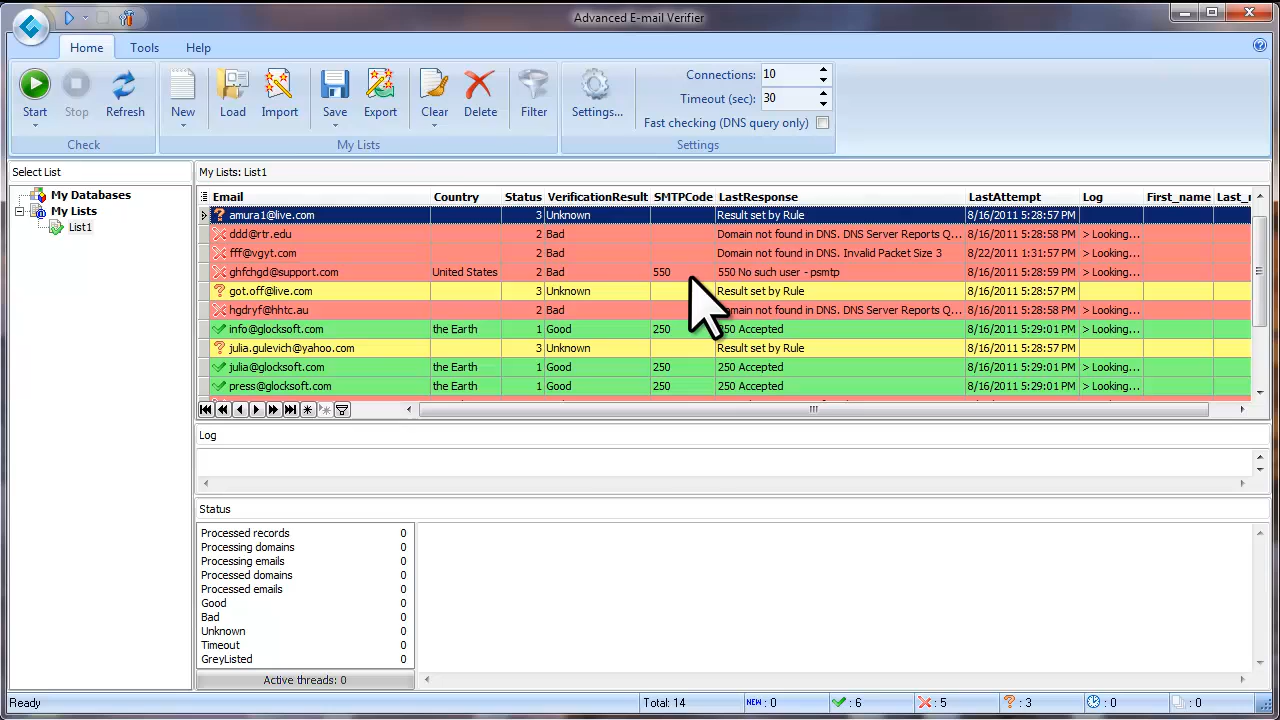 Advanced E-mail Verifier
Home Tools Help
Start Stop Refresh New Load Import Save Export Clear Delete Filter Settings...
Connections: 10
Timeout (sec): 30
Fast checking (DNS query only)
Check My Lists Settings
Select List
My Databases
My Lists
List1
My Lists: List1
Email Country Status VerificationResult SMTPCode LastResponse LastAttempt Log First_name
amura1@live.com 3 Unknown Result set by Rule 8/16/2011 5:28:57 PM
ddd@rtr.edu 2 Bad Domain not found in DNS. DNS Server Reports Q... 8/16/2011 5:28:58 PM > Looking...
fff@vgyt.com 2 Bad Domain not found in DNS. Invalid Packet Size 3 8/22/2011 1:31:57 PM > Looking...
ghfchgd@support.com United States 2 Bad 550 550 No such user - psmtp 8/16/2011 5:28:59 PM > Looking...
got.off@live.com 3 Unknown Result set by Rule 8/16/2011 5:28:57 PM
hgdryf@hhtc.au 2 Bad not found in DNS. DNS Server Reports Q... 8/16/2011 5:28:58 PM > Looking...
info@glocksoft.com the Earth 1 Good 250 250 Accepted 8/16/2011 5:29:01 PM > Looking...
julia.gulevich@yahoo.com 3 Unknown Result set by Rule 8/16/2011 5:28:57 PM
julia@glocksoft.com the Earth 1 Good 250 250 Accepted 8/16/2011 5:29:01 PM > Looking...
press@glocksoft.com the Earth 1 Good 250 250 Accepted 8/16/2011 5:29:01 PM > Looking...
Log
Status
Processed records 0
Processing domains 0
Processing emails 0
Processed domains 0
Processed emails 0
Good 0
Bad 0
Unknown 0
Timeout 0
GreyListed 0
Active threads: 0
Ready Total: 14 NEW : 0 : 6 : 5 : 3 : 0 : 0